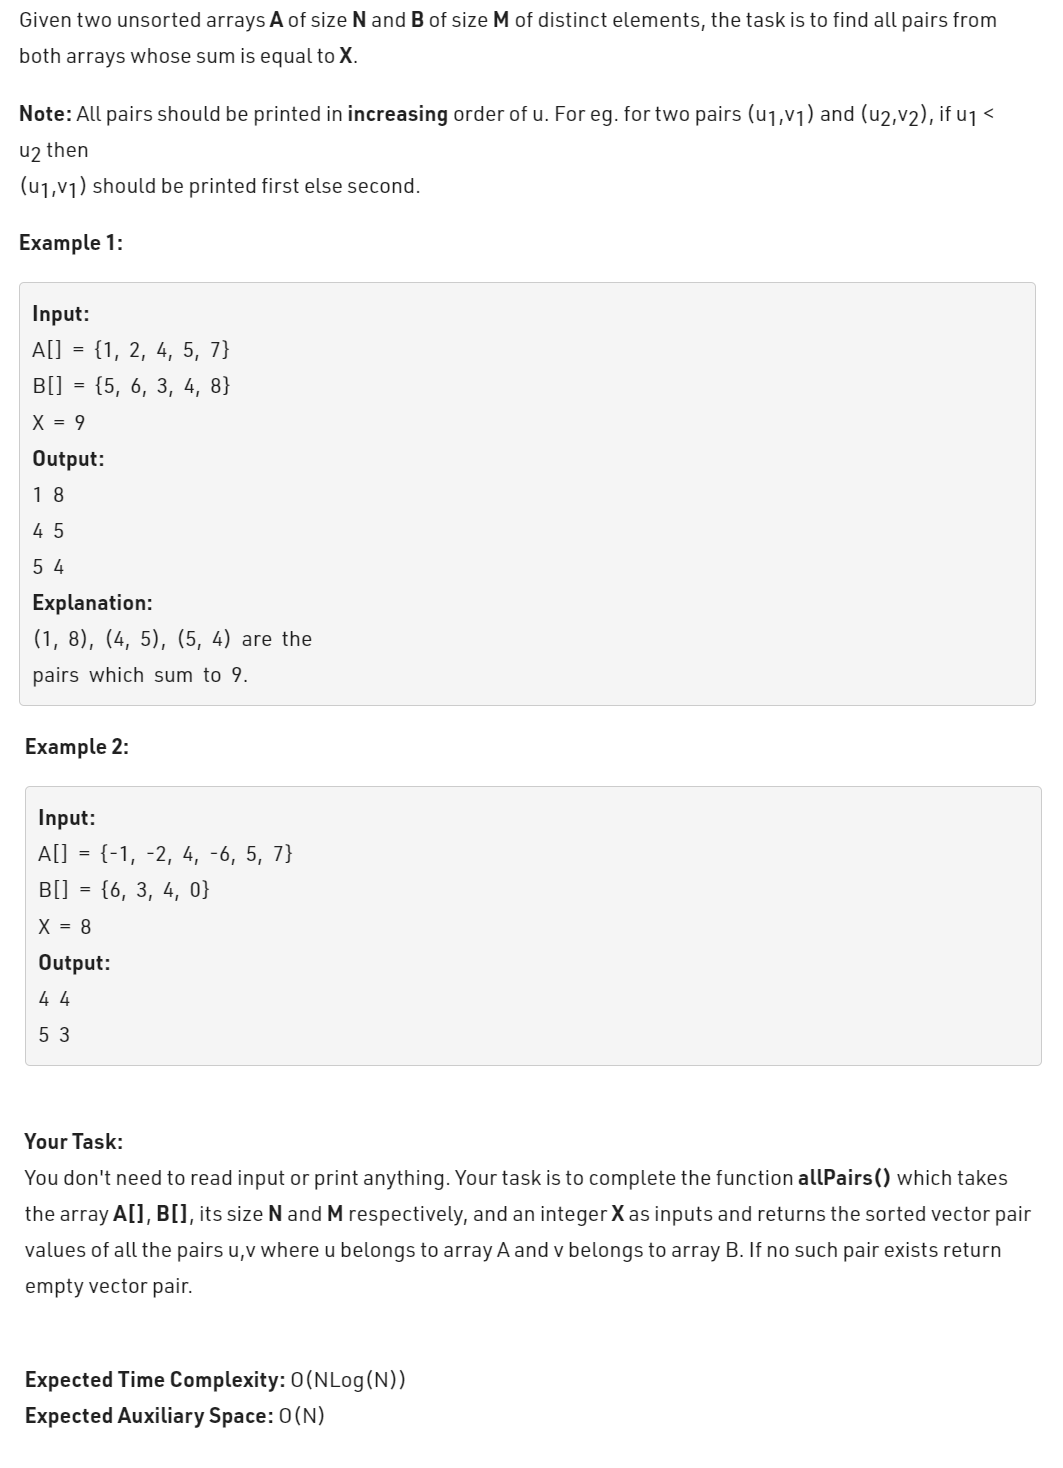 Given two unsorted arrays A of size N and B of size M of distinct elements, the task is to find all pairs from
both arrays whose sum is equal to X.
Note: All pairs should be printed in increasing order of u. For eg. for two pairs (u1,v1) and (u2,v2), if u1 <
u2 then
(u1,v1) should be printed first else second.
Example 1:
Input:
A[] = {1, 2, 4, 5, 7}
B[] = {5, 6, 3, 4, 8}
X = 9
Output:
1 8
4 5
5 4
Explanation:
(1, 8), (4, 5), (5, 4) are the
pairs which sum to 9.
Example 2:
Input:
A[] = {-1, -2, 4, -6, 5, 7}
B[] = {6, 3, 4, 0}
X = 8
Output:
4 4
5 3
Your Task:
You don't need to read input or print anything. Your task is to complete the function allPairs() which takes
the array A[], B[], its size N and M respectively, and an integer X as inputs and returns the sorted vector pair
values of all the pairs u,v where u belongs to array A and v belongs to array B. If no such pair exists return
empty vector pair.
Expected Time Complexity: O(NLog(N))
Expected Auxiliary Space: O(N)